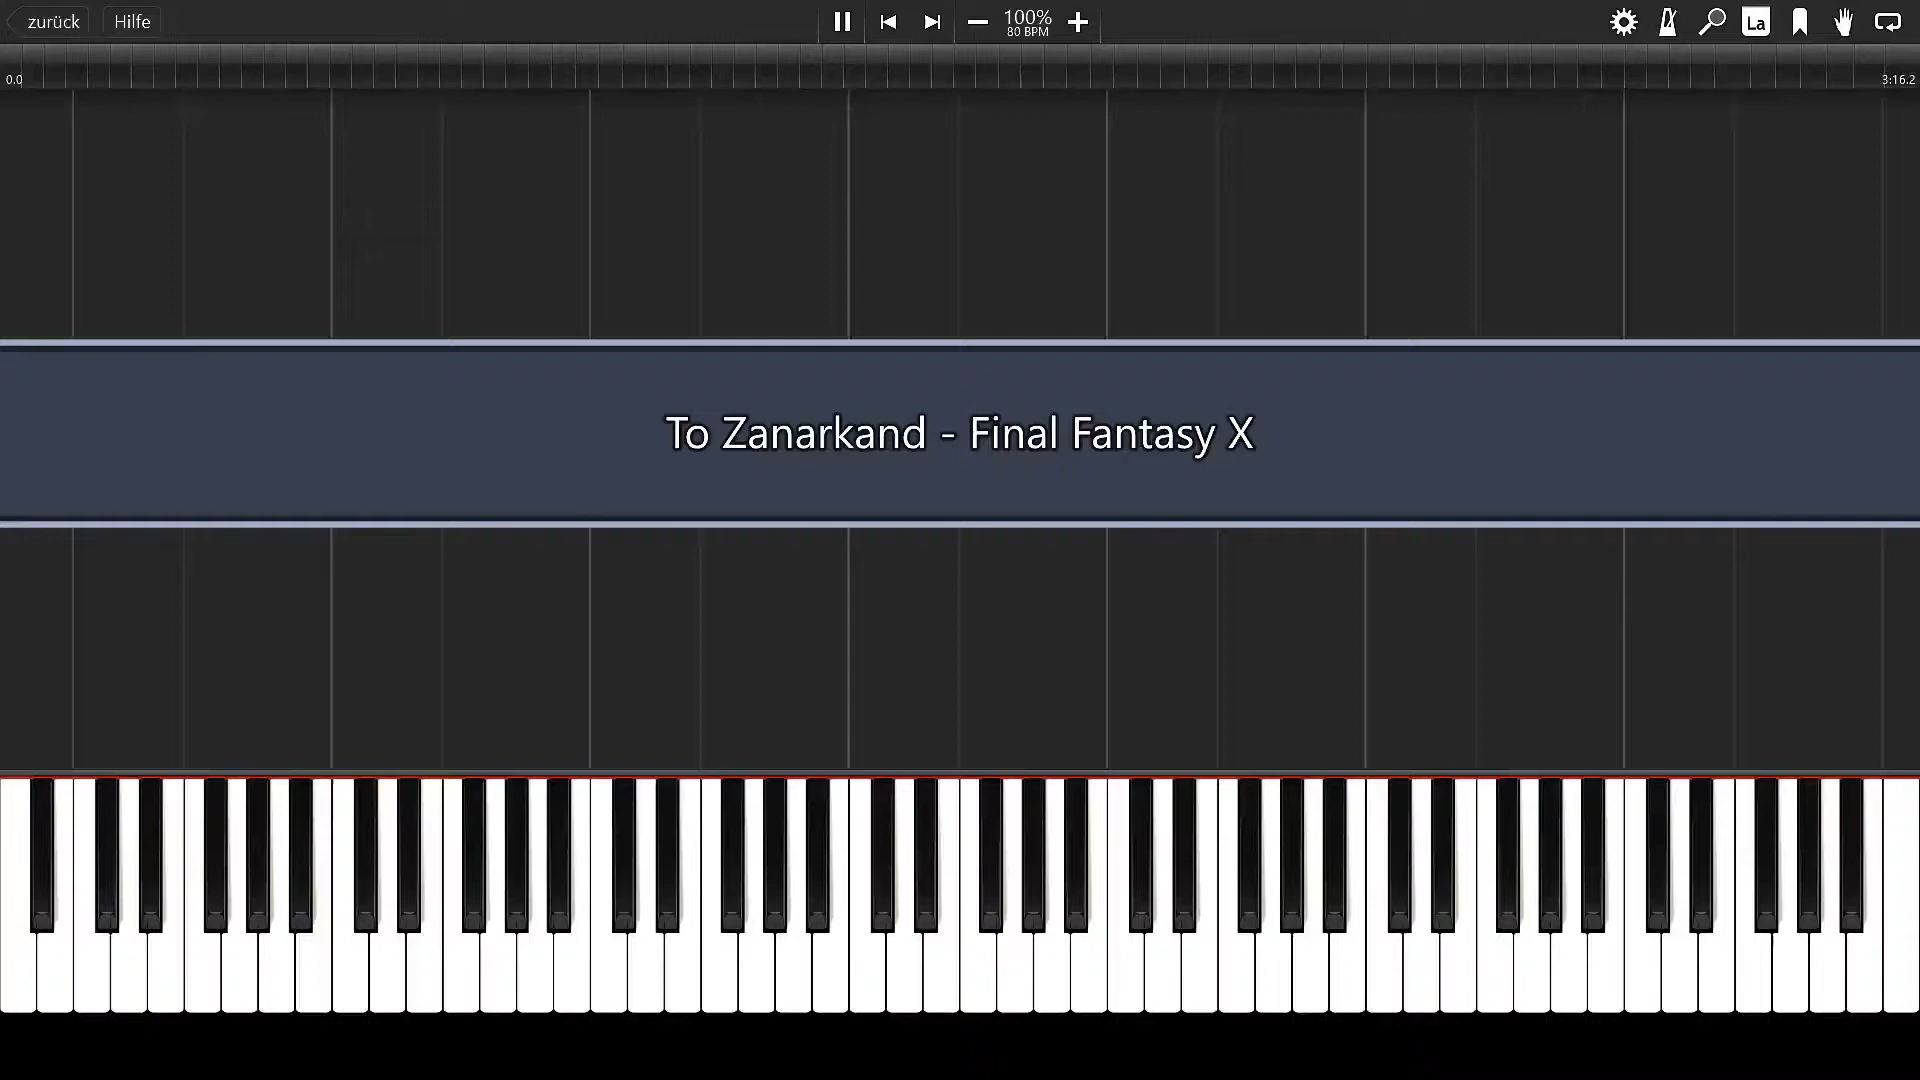 zurück
Hilfe
100%
80 BPM
La
0.0
3:16.2
To Zanarkand - Final Fantasy X